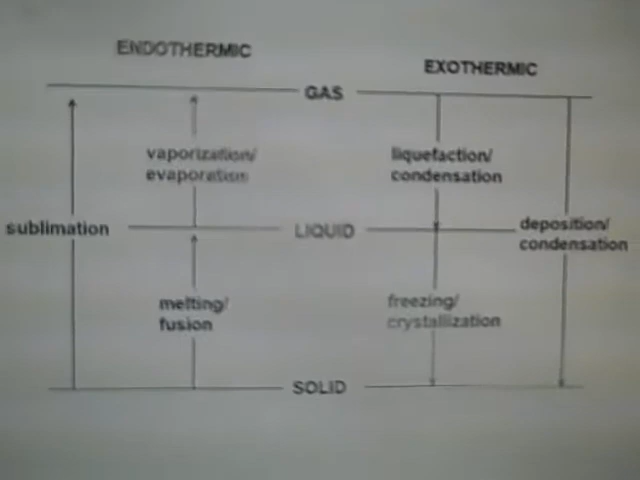 ENDOTHERMIC
EXOTHERMIC
GAS
vaporization/
evaporation
liquefaction/
condensation
sublimation
LIQUID
deposition/
condensation
melting/
fusion
freezing/
crystallization
SOLID